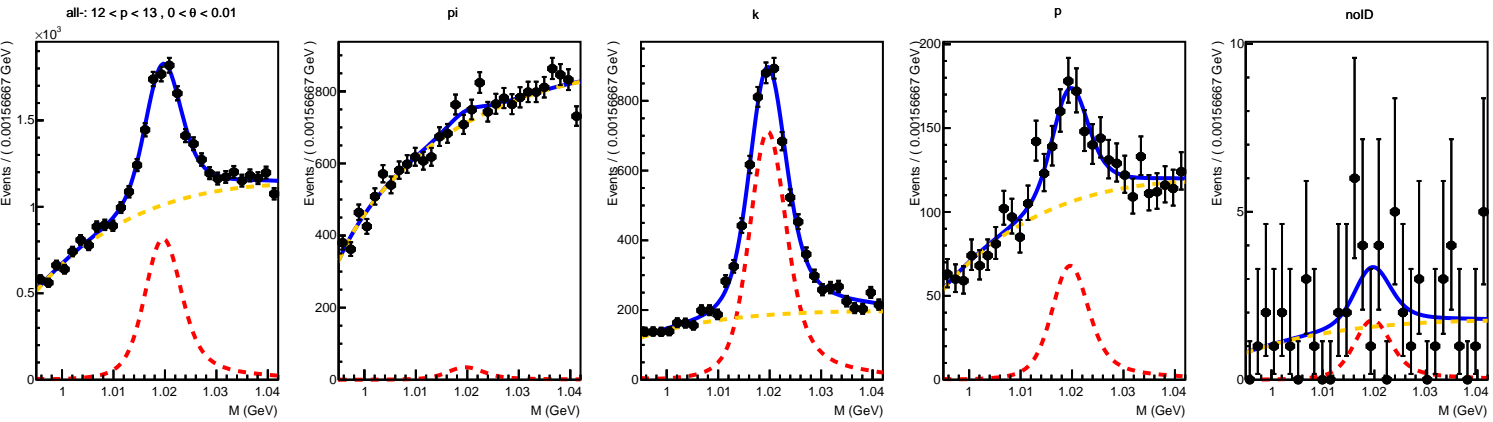 all-: 12 < p < 13 , 0 < θ < 0.01
×10³
Events / ( 0.00156667 GeV )
1.5
1
0.5
0
1 1.01 1.02 1.03 1.04
M (GeV)
pi
Events / ( 0.00156667 GeV )
800
600
400
200
0
1 1.01 1.02 1.03 1.04
M (GeV)
k
Events / ( 0.00156667 GeV )
800
600
400
200
0
1 1.01 1.02 1.03 1.04
M (GeV)
p
Events / ( 0.00156667 GeV )
200
150
100
50
0
1 1.01 1.02 1.03 1.04
M (GeV)
noID
Events / ( 0.00156667 GeV )
10
5
0
1 1.01 1.02 1.03 1.04
M (GeV)